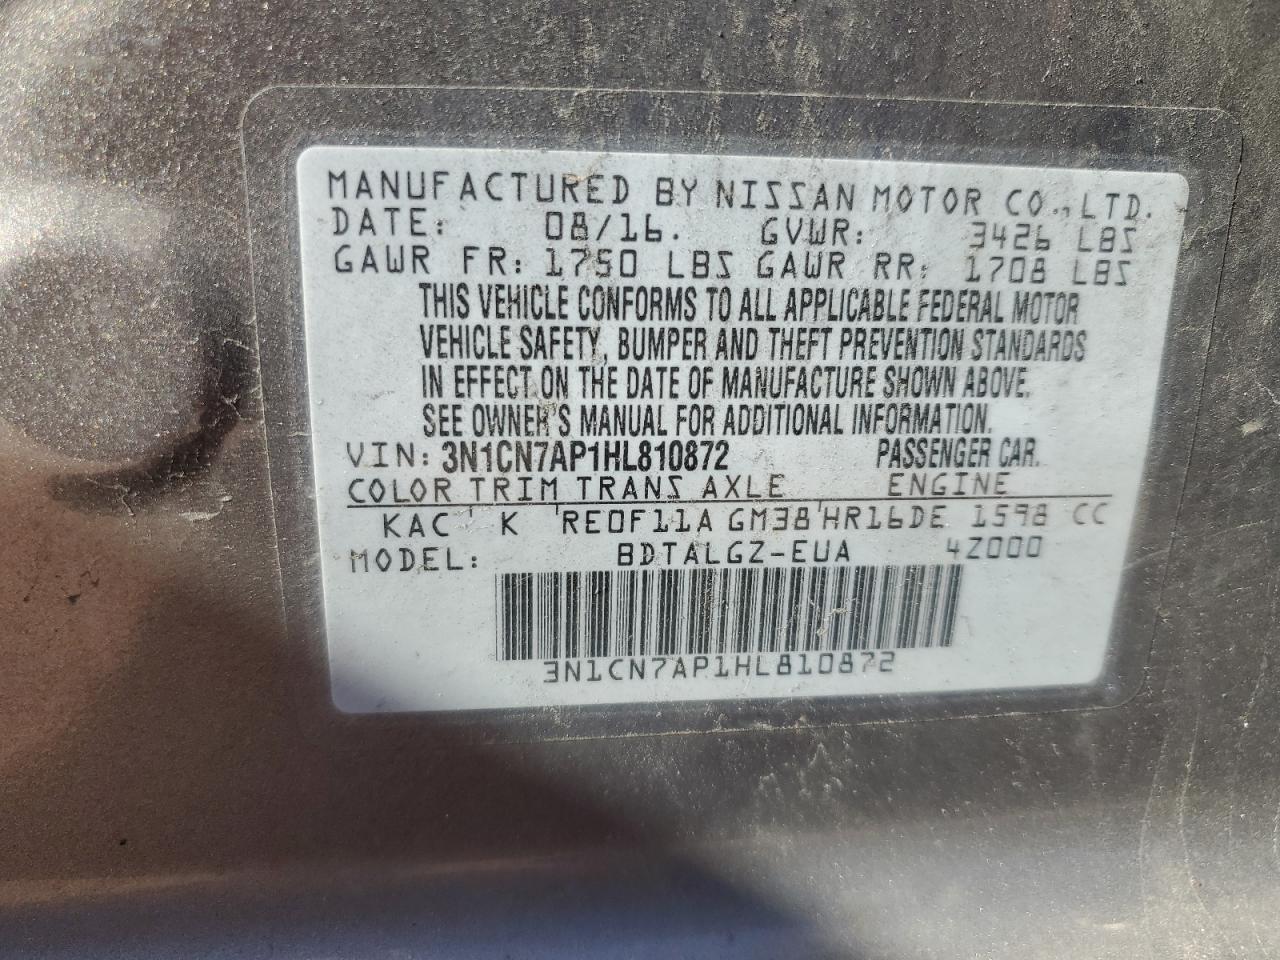 MANUFACTURED BY NISSAN MOTOR CO., LTD.
DATE: 08/16. GVWR: 3426 LBS
GAWR FR: 1750 LBS GAWR RR: 1708 LBS
THIS VEHICLE CONFORMS TO ALL APPLICABLE FEDERAL MOTOR
VEHICLE SAFETY, BUMPER AND THEFT PREVENTION STANDARDS
IN EFFECT ON THE DATE OF MANUFACTURE SHOWN ABOVE.
SEE OWNER'S MANUAL FOR ADDITIONAL INFORMATION.
VIN: 3N1CN7AP1HL810872 PASSENGER CAR.
COLOR TRIM TRANS AXLE ENGINE
KAC' K 'RE0F11A GM38'HR16DE 1598 CC
MODEL: BDTALGZ-EUA 4Z000
3N1CN7AP1HL810872